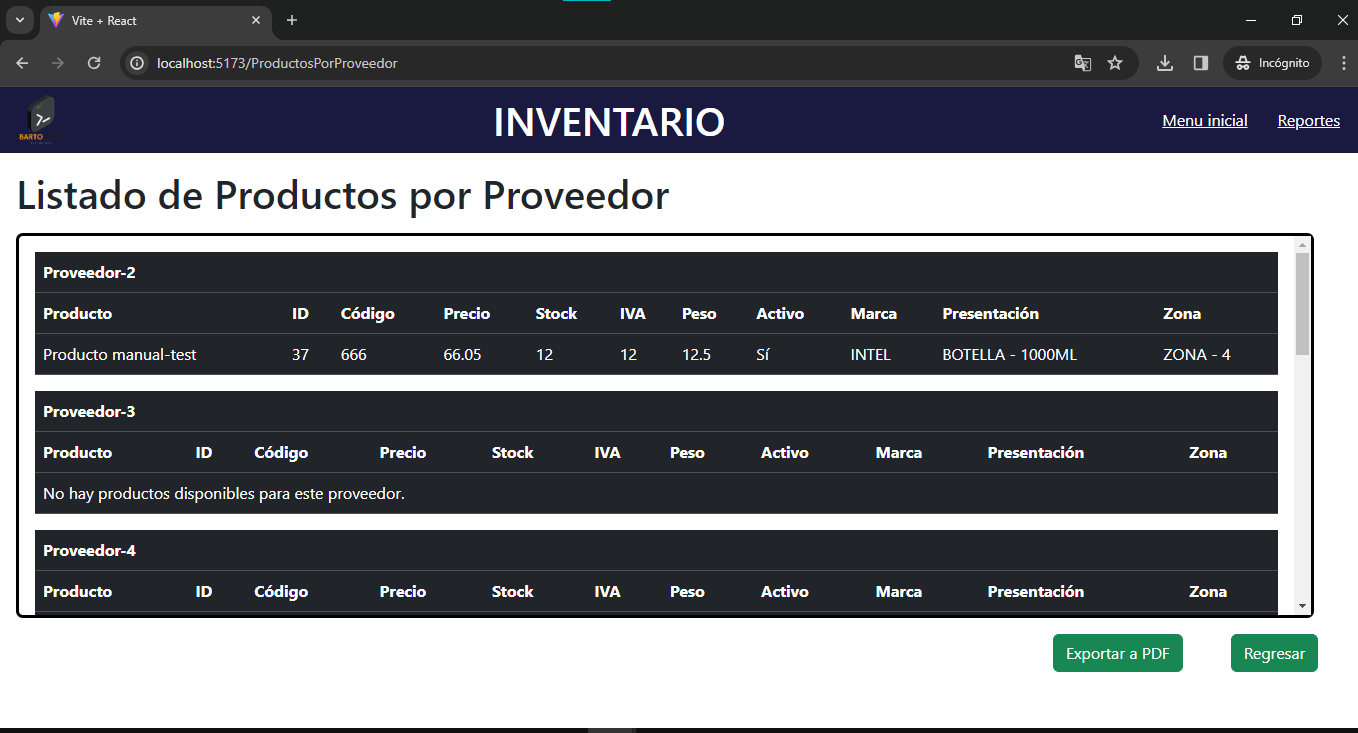 Vite + React
localhost:5173/ProductosPorProveedor
Incógnito
BARTO
INVENTARIO
Menu inicial
Reportes
Listado de Productos por Proveedor
Proveedor-2
Producto ID Código Precio Stock IVA Peso Activo Marca Presentación Zona
Producto manual-test 37 666 66.05 12 12 12.5 Sí INTEL BOTELLA - 1000ML ZONA - 4
Proveedor-3
Producto ID Código Precio Stock IVA Peso Activo Marca Presentación Zona
No hay productos disponibles para este proveedor.
Proveedor-4
Producto ID Código Precio Stock IVA Peso Activo Marca Presentación Zona
Exportar a PDF
Regresar